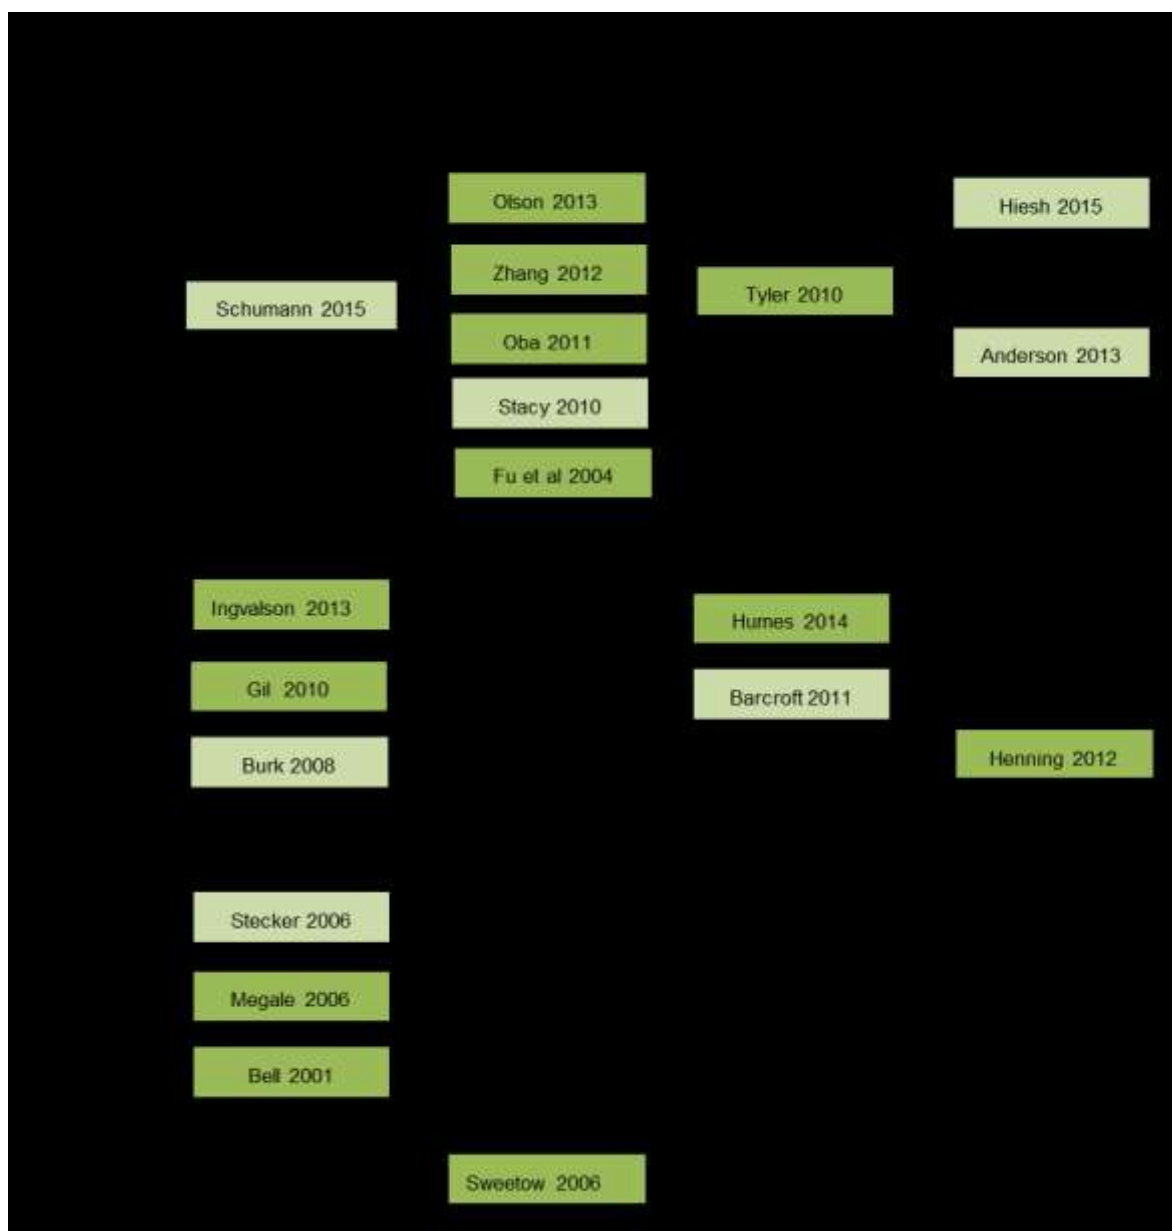 Olson 2013
Hiesh 2015
Zhang 2012
Tyler 2010
Schumann 2015
Oba 2011
Anderson 2013
Stacy 2010
Fu et al 2004
Ingvalson 2013
Humes 2014
Gil 2010
Barcroft 2011
Burk 2008
Henning 2012
Stecker 2006
Megale 2006
Bell 2001
Sweetow 2006